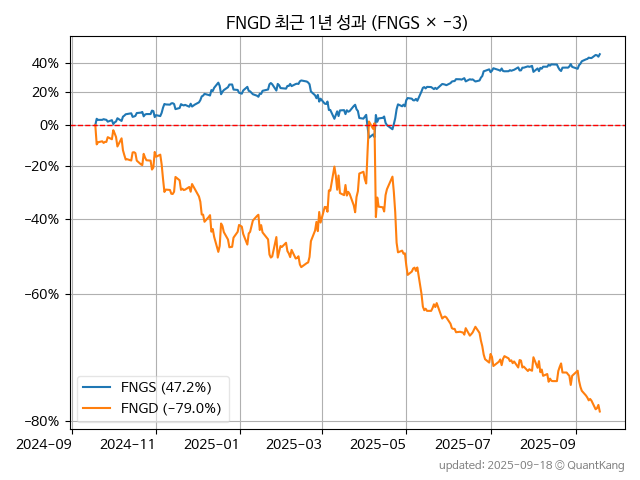 FNGD 최근 1년 성과 (FNGS × −3)
40%
20%
0%
−20%
−40%
−60%
−80%
FNGS (47.2%)
FNGD (−79.0%)
2024-09 2024-11 2025-01 2025-03 2025-05 2025-07 2025-09
updated: 2025-09-18 © QuantKang